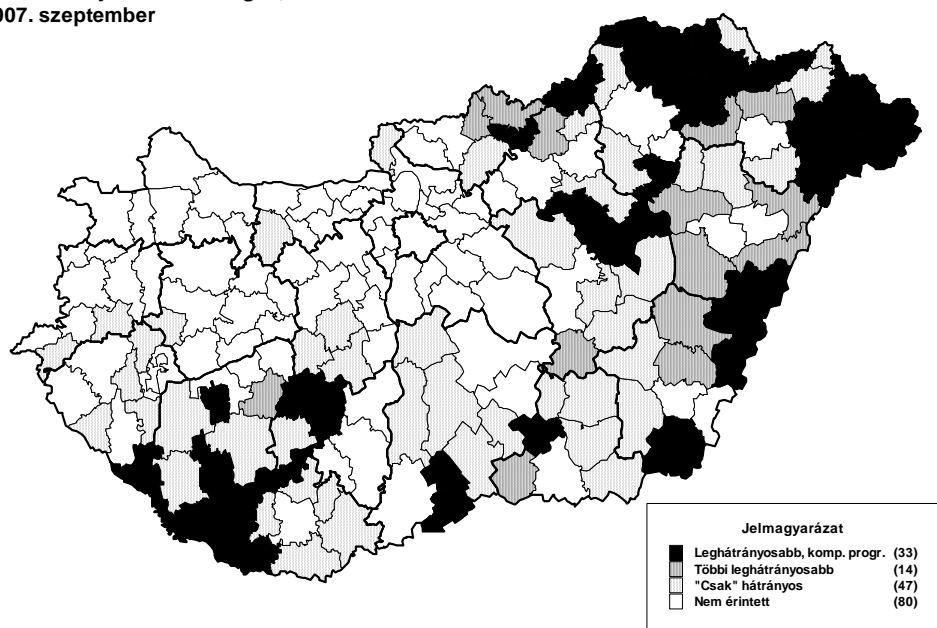 007. szeptember
Jelmagyarázat
Leghátrányosabb, komp. progr. (33)
Többi leghátrányosabb (14)
"Csak" hátrányos (47)
Nem érintett (80)